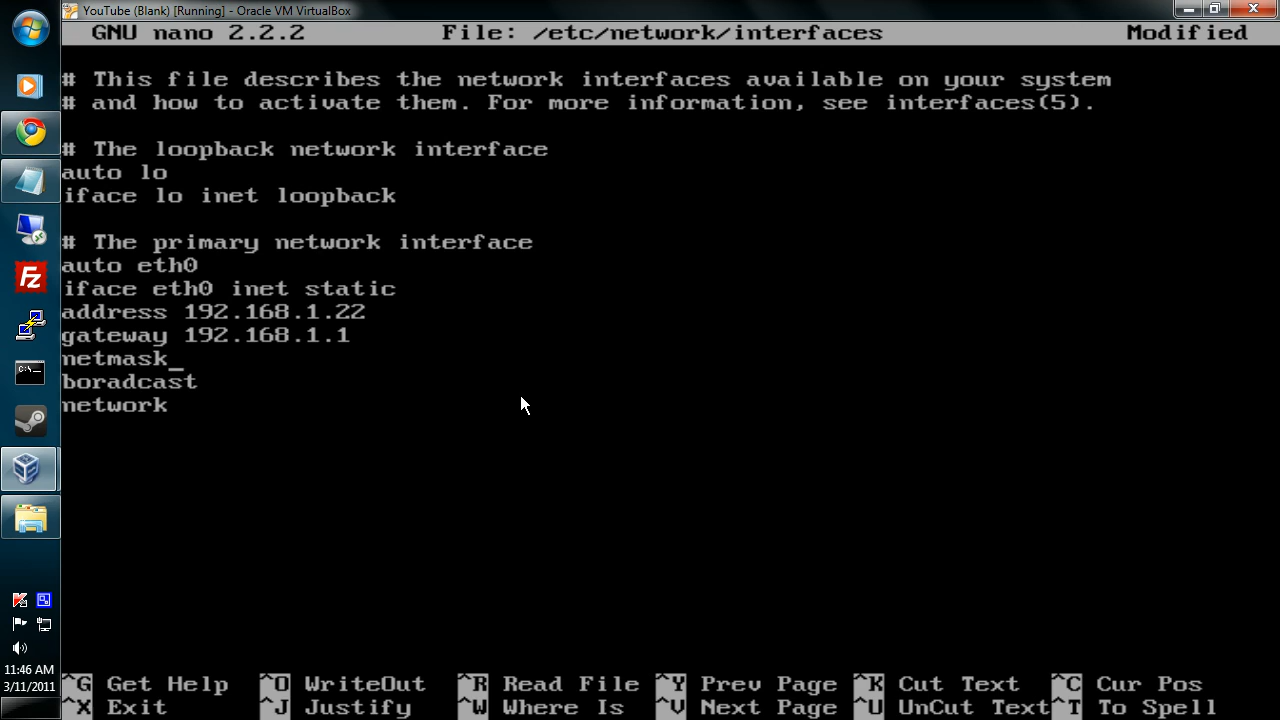 YouTube (Blank) [Running] - Oracle VM VirtualBox
GNU nano 2.2.2 File: /etc/network/interfaces Modified
# This file describes the network interfaces available on your system
# and how to activate them. For more information, see interfaces(5).
# The loopback network interface
auto lo
iface lo inet loopback
# The primary network interface
auto eth0
iface eth0 inet static
address 192.168.1.22
gateway 192.168.1.1
netmask_
boradcast
network
^G Get Help ^O WriteOut ^R Read File ^Y Prev Page ^K Cut Text ^C Cur Pos
^X Exit ^J Justify ^W Where Is ^V Next Page ^U UnCut Text ^T To Spell
Fz
C:\
11:46 AM
3/11/2011